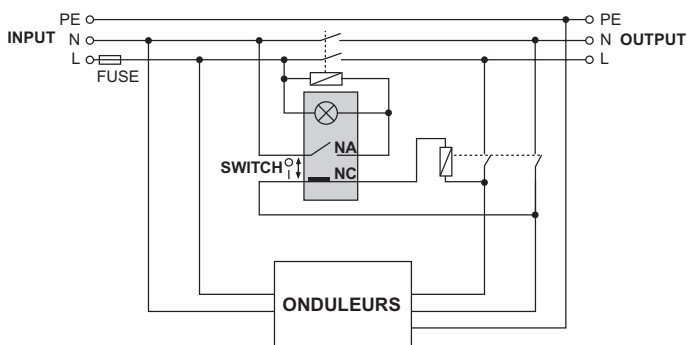 PE PE
INPUT N N OUTPUT
L L
FUSE
NA
SWITCH O
I NC
ONDULEURS